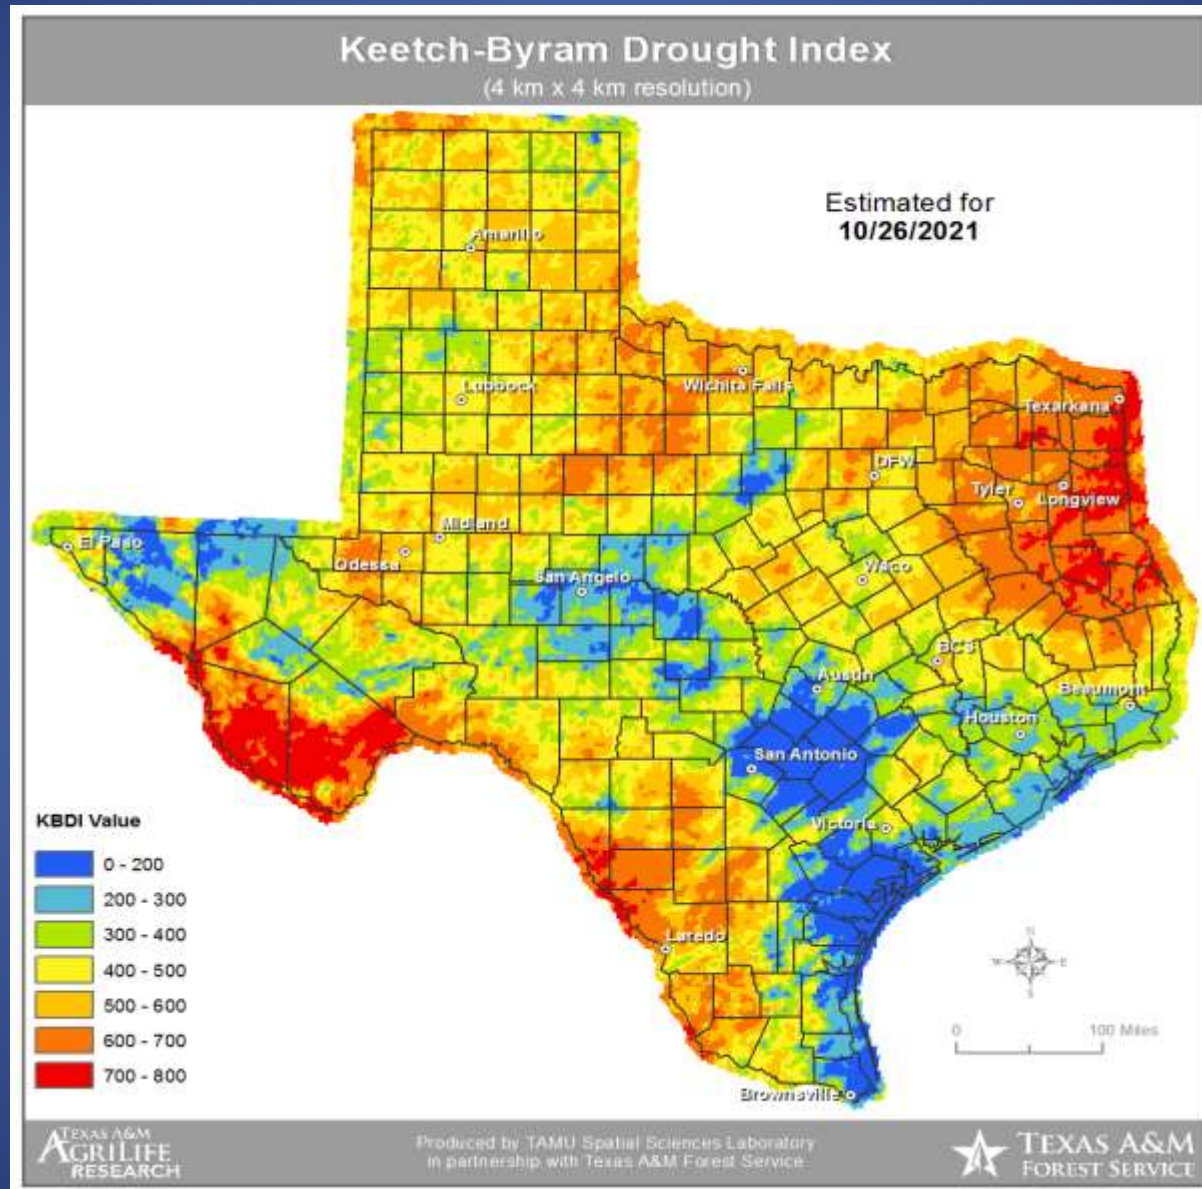 Keetch-Byram Drought Index
(4 km x 4 km resolution)
Estimated for
10/26/2021
Amarillo
Lubbock
Wichita Falls
Texarkana
DFW
Tyler
Longview
Midland
El Paso
Odessa
San Angelo
Waco
BCS
Austin
Beaumont
Houston
San Antonio
Victoria
Laredo
Brownsville
KBDI Value
0 - 200
200 - 300
300 - 400
400 - 500
500 - 600
600 - 700
700 - 800
N
W E
S
0 100 Miles
TEXAS A&M
AGRILIFE
RESEARCH
Produced by TAMU Spatial Sciences Laboratory
in partnership with Texas A&M Forest Service
TEXAS A&M
FOREST SERVICE